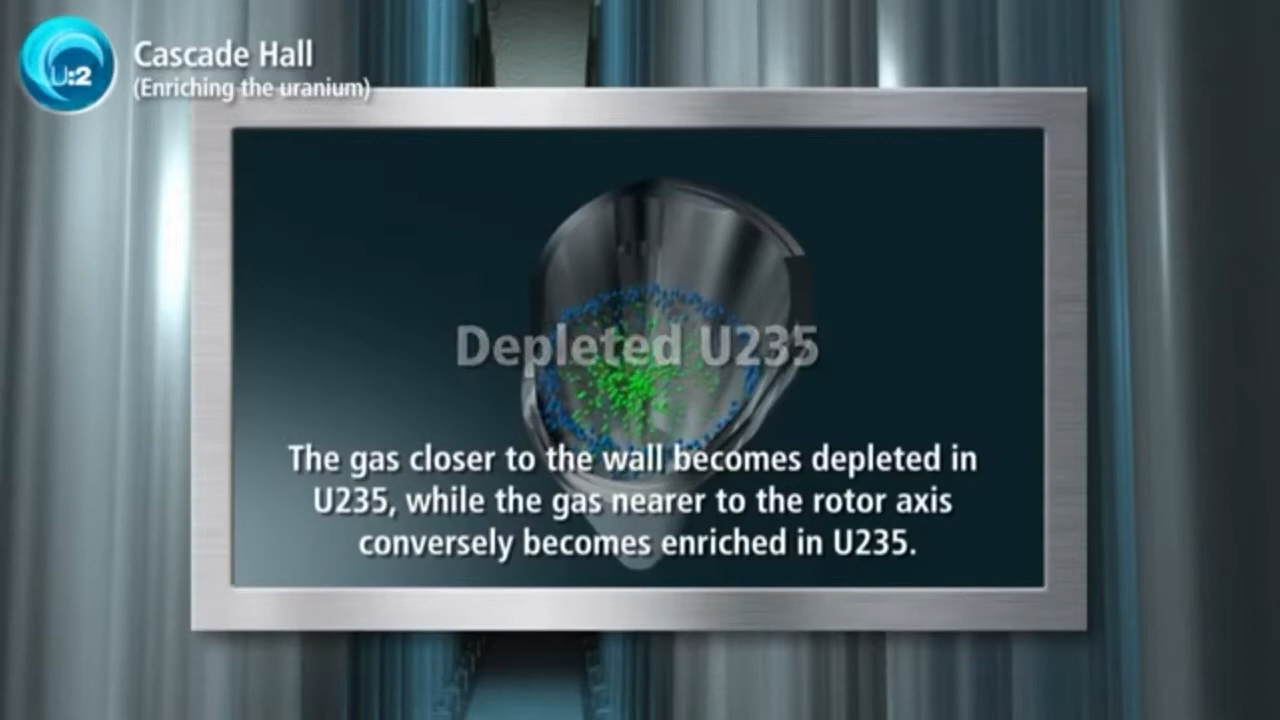 U:2
Cascade Hall
(Enriching the uranium)
Depleted U235
The gas closer to the wall becomes depleted in
U235, while the gas nearer to the rotor axis
conversely becomes enriched in U235.